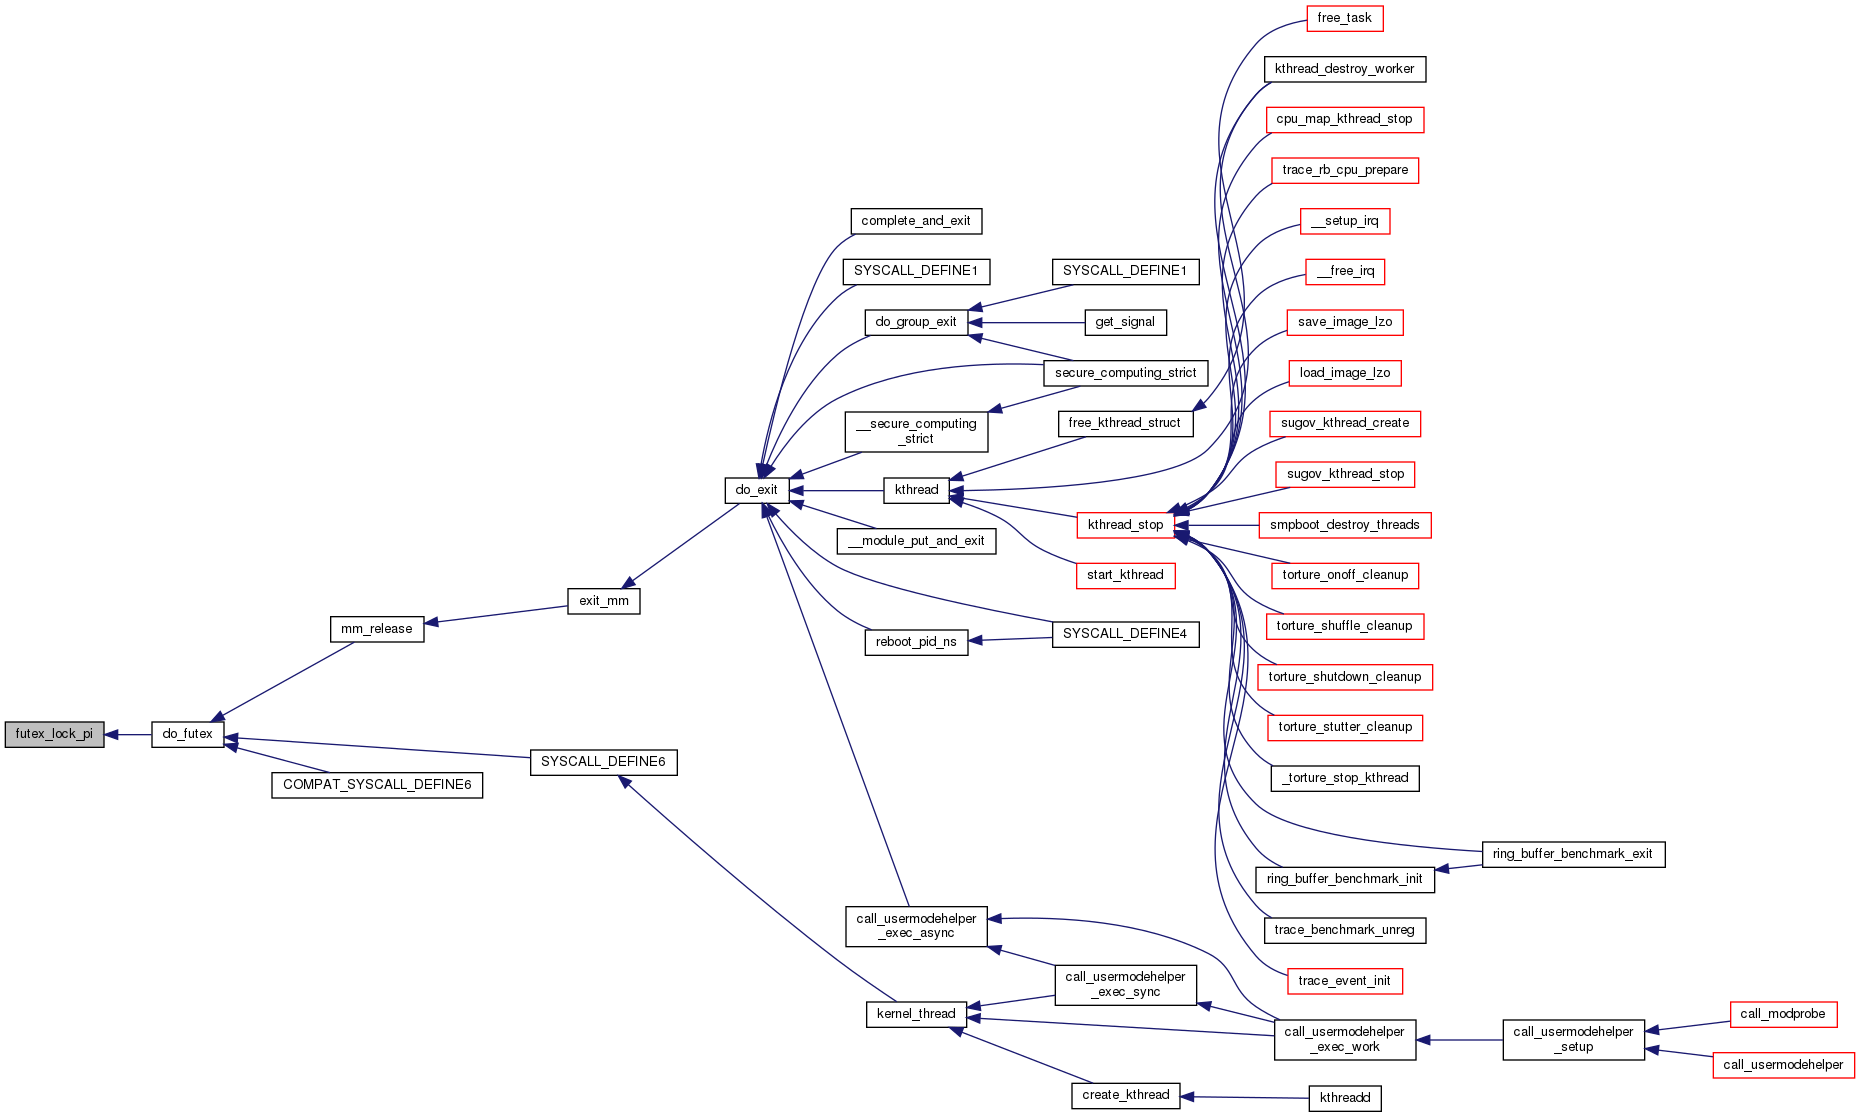 free_task
kthread_destroy_worker
cpu_map_kthread_stop
trace_rb_cpu_prepare
complete_and_exit
__setup_irq
SYSCALL_DEFINE1
SYSCALL_DEFINE1
__free_irq
do_group_exit
get_signal
save_image_lzo
secure_computing_strict
load_image_lzo
__secure_computing
_strict
free_kthread_struct
sugov_kthread_create
do_exit
kthread
sugov_kthread_stop
kthread_stop
smpboot_destroy_threads
__module_put_and_exit
start_kthread
torture_onoff_cleanup
exit_mm
mm_release
reboot_pid_ns
SYSCALL_DEFINE4
torture_shuffle_cleanup
torture_shutdown_cleanup
futex_lock_pi
do_futex
torture_stutter_cleanup
SYSCALL_DEFINE6
COMPAT_SYSCALL_DEFINE6
_torture_stop_kthread
ring_buffer_benchmark_exit
ring_buffer_benchmark_init
call_usermodehelper
_exec_async
trace_benchmark_unreg
call_usermodehelper
_exec_sync
trace_event_init
kernel_thread
call_usermodehelper
_exec_work
call_usermodehelper
_setup
call_modprobe
call_usermodehelper
create_kthread
kthreadd